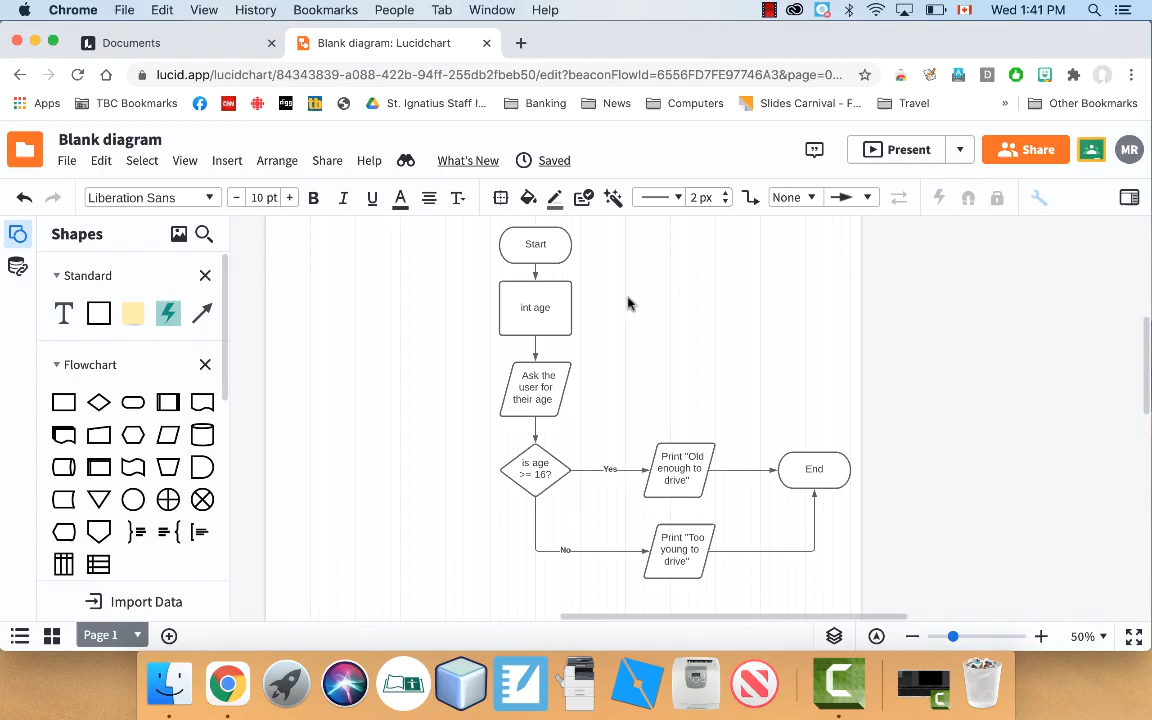 Chrome File Edit View History Bookmarks People Tab Window Help Wed 1:41 PM
Documents Blank diagram: Lucidchart
lucid.app/lucidchart/84343839-a088-422b-94ff-255db2fbeb50/edit?beaconFlowId=6556FD7FE97746A3&page=0...
Apps TBC Bookmarks CNN digg tb St. Ignatius Staff I... Banking News Computers Slides Carnival - F... Travel » Other Bookmarks
Blank diagram
File Edit Select View Insert Arrange Share Help What's New Saved Present Share MR
Liberation Sans − 10 pt + B I U A T 2 px None
Shapes
Standard
T
Flowchart
Import Data
Start
int age
Ask the
user for
their age
is age
>= 16?
Yes
Print "Old
enough to
drive"
End
No
Print "Too
young to
drive"
Page 1 50%